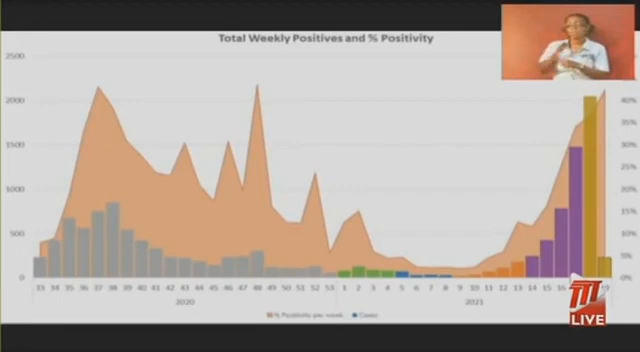 Total Weekly Positives and % Positivity
2500
2000 40%
35%
1500 30%
25%
1000 20%
15%
500 10%
5%
0 0%
33 34 35 36 37 38 39 40 41 42 43 44 45 46 47 48 49 50 51 52 53 1 2 3 4 5 6 7 8 9 10 11 12 13 14 15 16
2020 2021
% Positivity per week Cases
LIVE